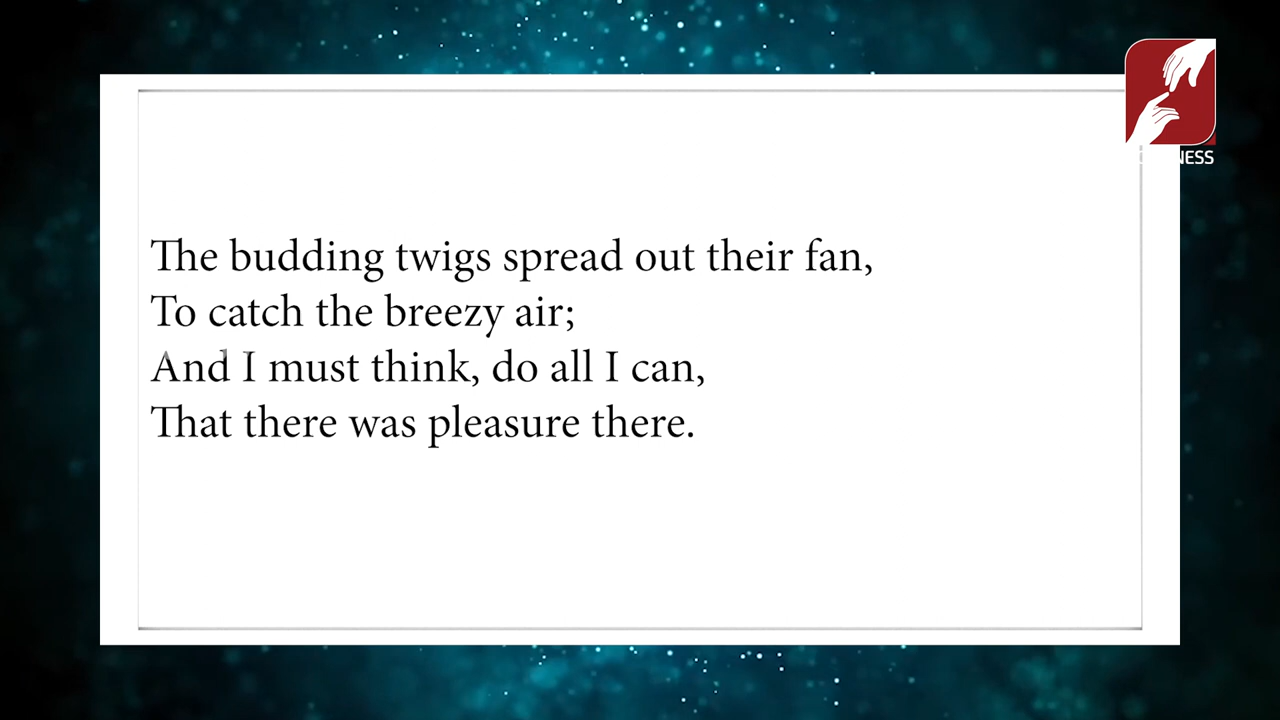 The budding twigs spread out their fan,
To catch the breezy air;
And I must think, do all I can,
That there was pleasure there.